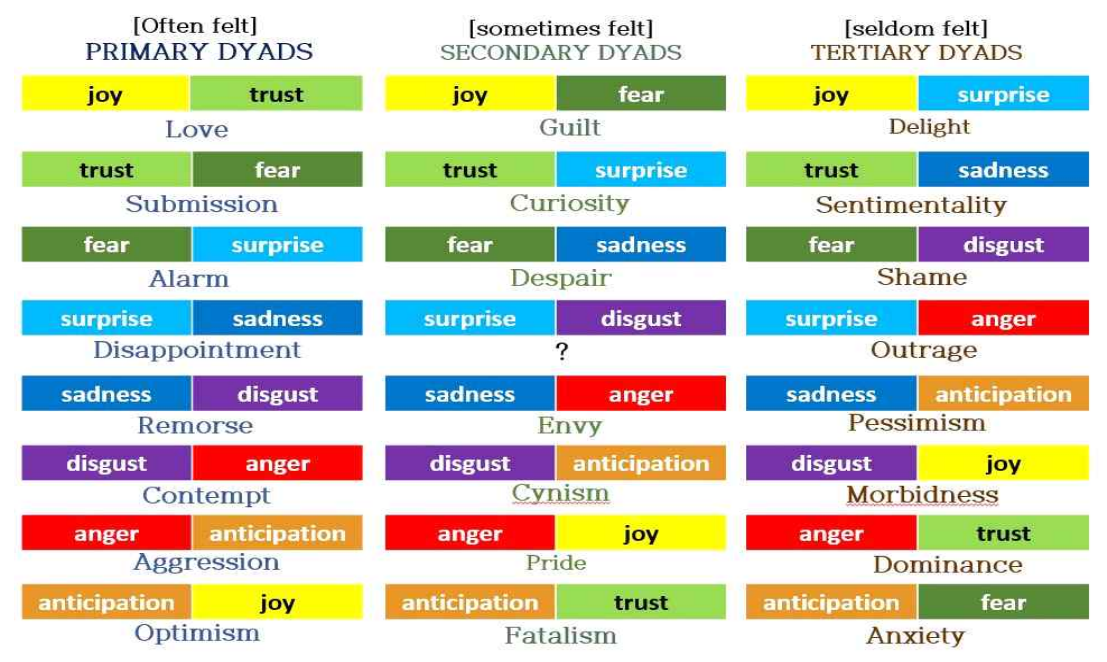 [Often felt]
PRIMARY DYADS
joy trust
Love
trust fear
Submission
fear surprise
Alarm
surprise sadness
Disappointment
sadness disgust
Remorse
disgust anger
Contempt
anger anticipation
Aggression
anticipation joy
Optimism
[sometimes felt]
SECONDARY DYADS
joy fear
Guilt
trust surprise
Curiosity
fear sadness
Despair
surprise disgust
?
sadness anger
Envy
disgust anticipation
Cynism
anger joy
Pride
anticipation trust
Fatalism
[seldom felt]
TERTIARY DYADS
joy surprise
Delight
trust sadness
Sentimentality
fear disgust
Shame
surprise anger
Outrage
sadness anticipation
Pessimism
disgust joy
Morbidness
anger trust
Dominance
anticipation fear
Anxiety